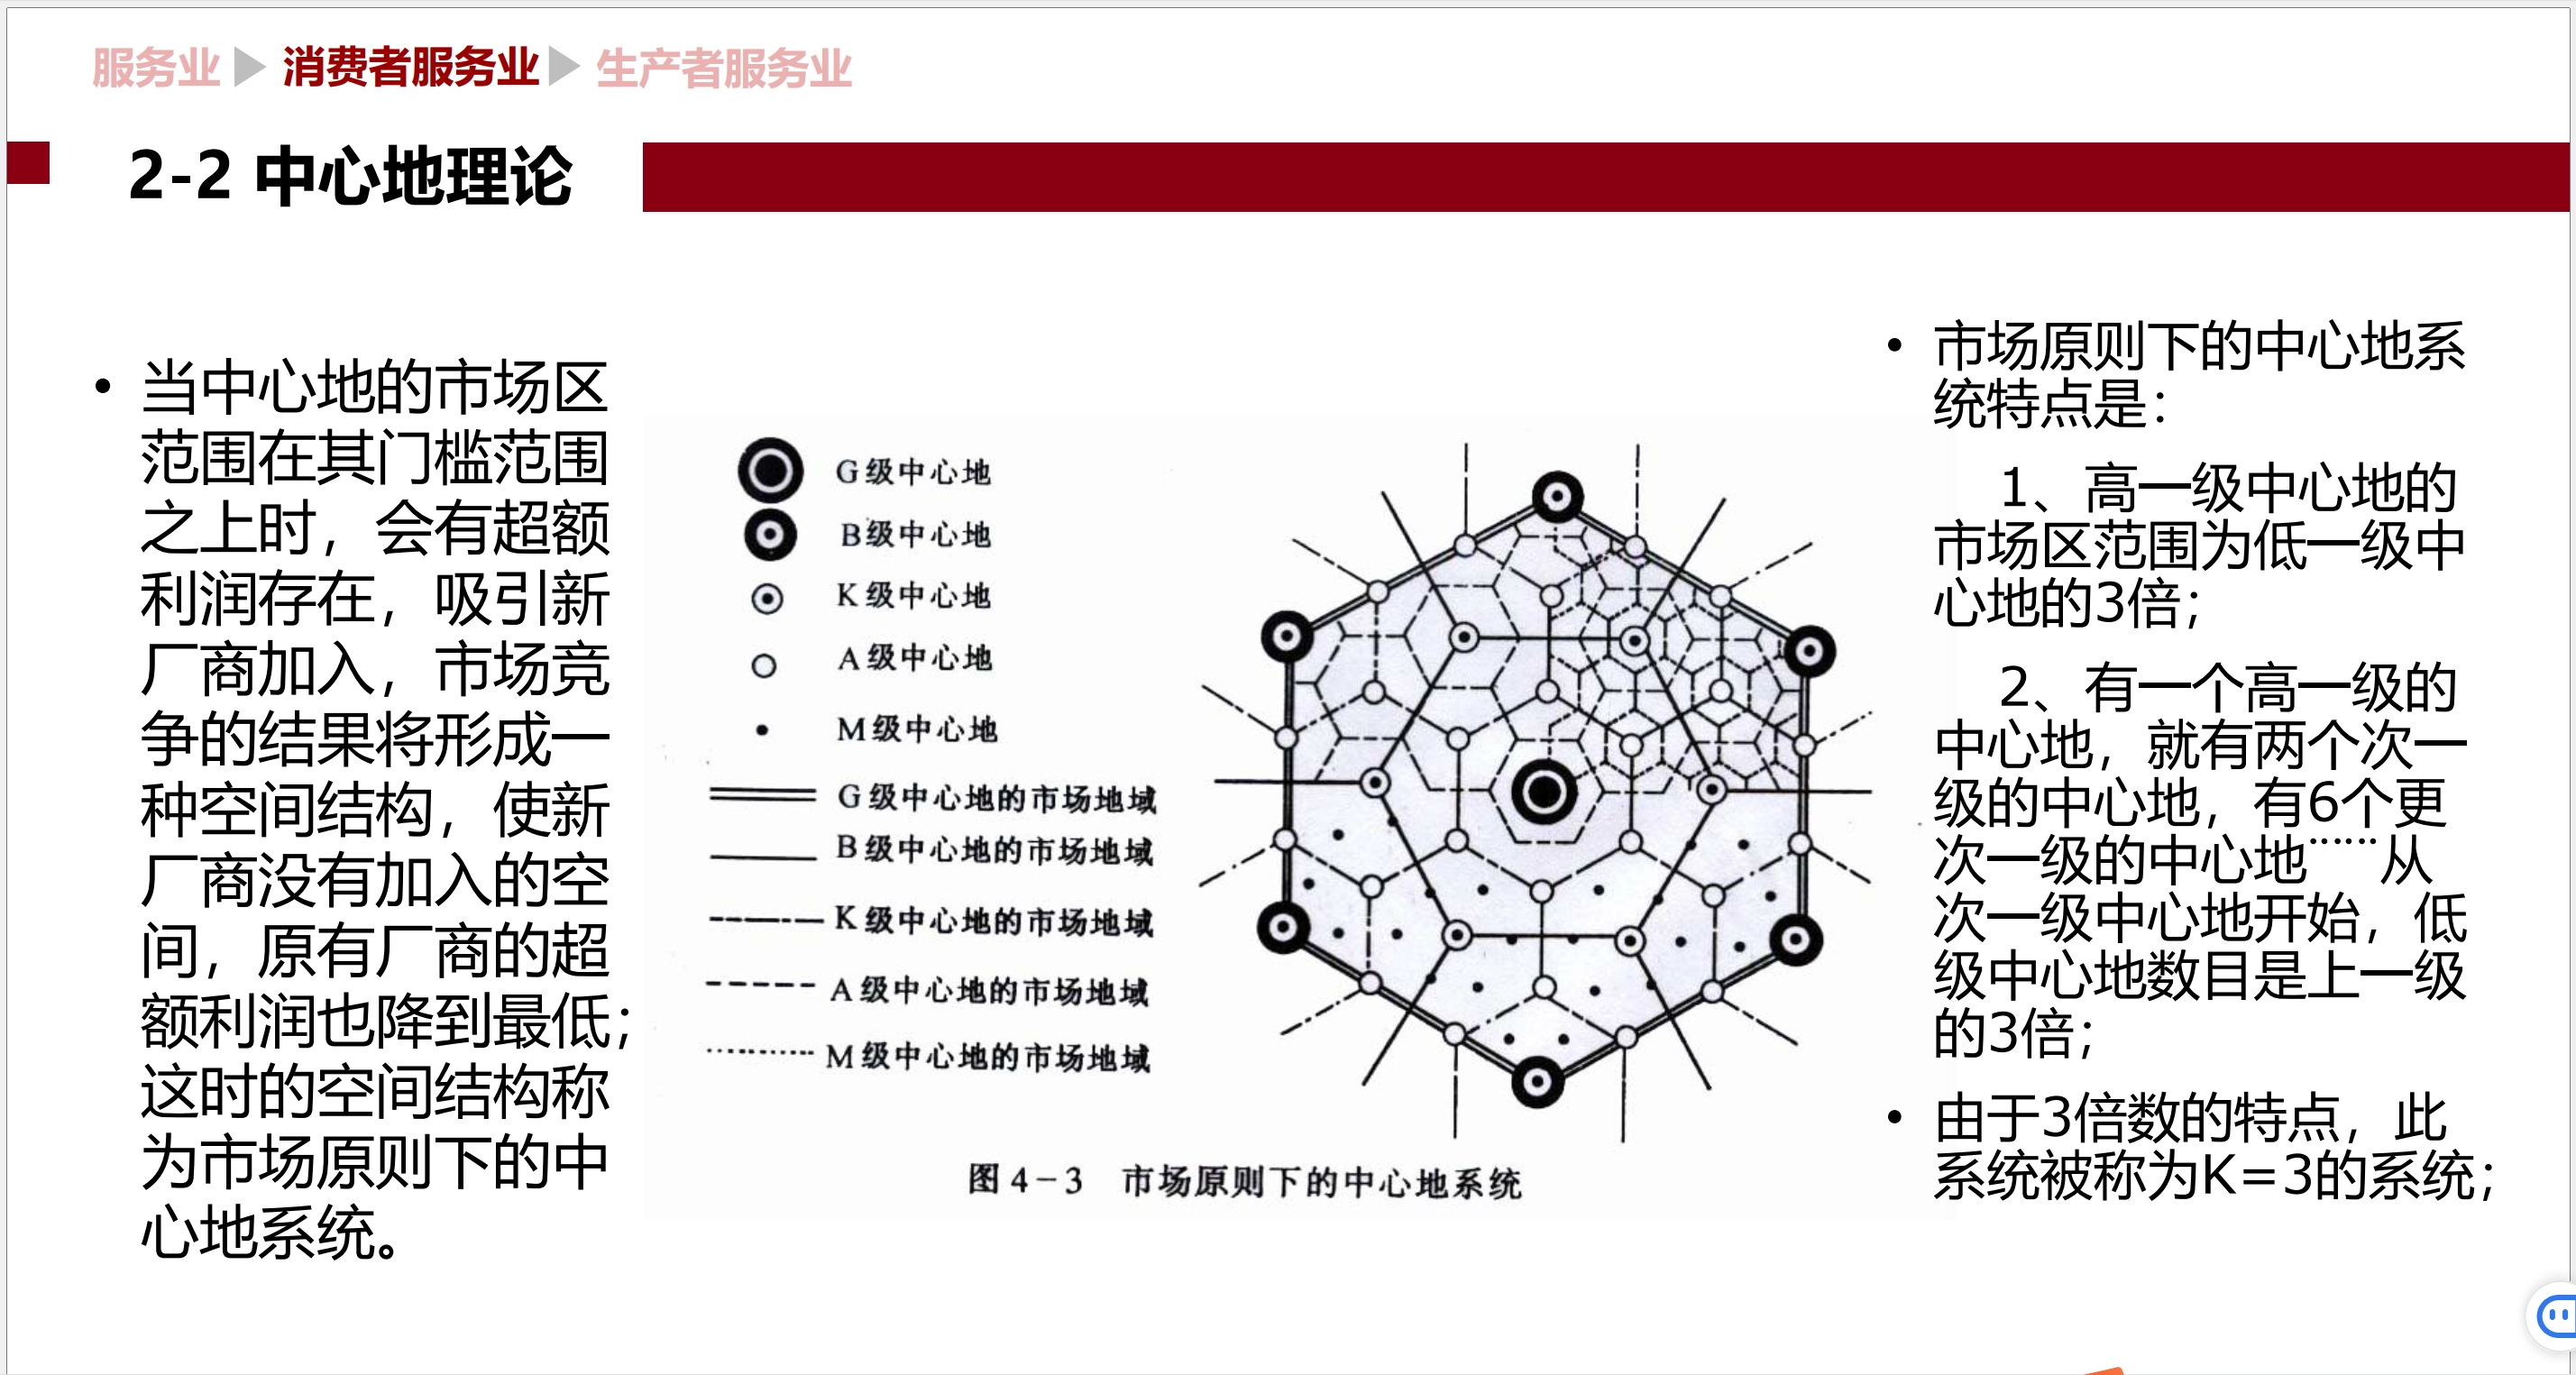 服务业 消费者服务业 生产者服务业
2-2 中心地理论
• 当中心地的市场区
范围在其门槛范围
之上时，会有超额
利润存在，吸引新
厂商加入，市场竞
争的结果将形成一
种空间结构，使新
厂商没有加入的空
间，原有厂商的超
额利润也降到最低；
这时的空间结构称
为市场原则下的中
心地系统。
G级中心地
B级中心地
K级中心地
A级中心地
M级中心地
G级中心地的市场地域
B级中心地的市场地域
K级中心地的市场地域
A级中心地的市场地域
M级中心地的市场地域
图4-3 市场原则下的中心地系统
• 市场原则下的中心地系
统特点是：
1、高一级中心地的
市场区范围为低一级中
心地的3倍；
2、有一个高一级的
中心地，就有两个次一
级的中心地，有6个更
次一级的中心地……从
次一级中心地开始，低
级中心地数目是上一级
的3倍；
• 由于3倍数的特点，此
系统被称为K=3的系统；